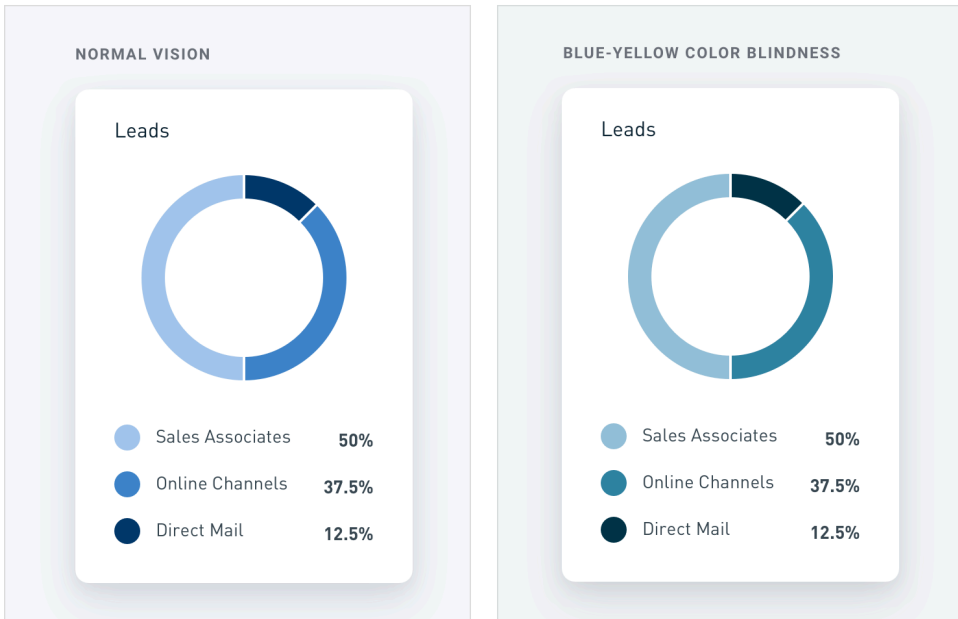 NORMAL VISION
Leads
Sales Associates 50%
Online Channels 37.5%
Direct Mail 12.5%
BLUE-YELLOW COLOR BLINDNESS
Leads
Sales Associates 50%
Online Channels 37.5%
Direct Mail 12.5%